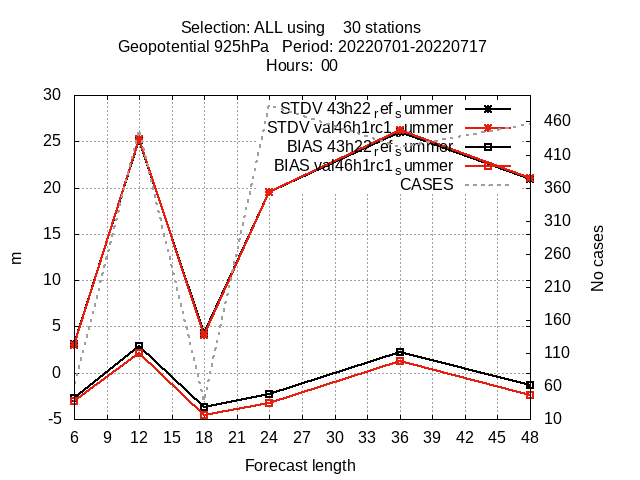 Selection: ALL using 30 stations
Geopotential 925hPa Period: 20220701-20220717
Hours: 00
STDV 43h22_ref_summer
STDV val46h1rc1_summer
BIAS 43h22_ref_summer
BIAS val46h1rc1_summer
CASES
30
25
20
15
10
5
0
-5
m
460
410
360
310
260
210
160
110
60
10
No cases
6 9 12 15 18 21 24 27 30 33 36 39 42 45 48
Forecast length